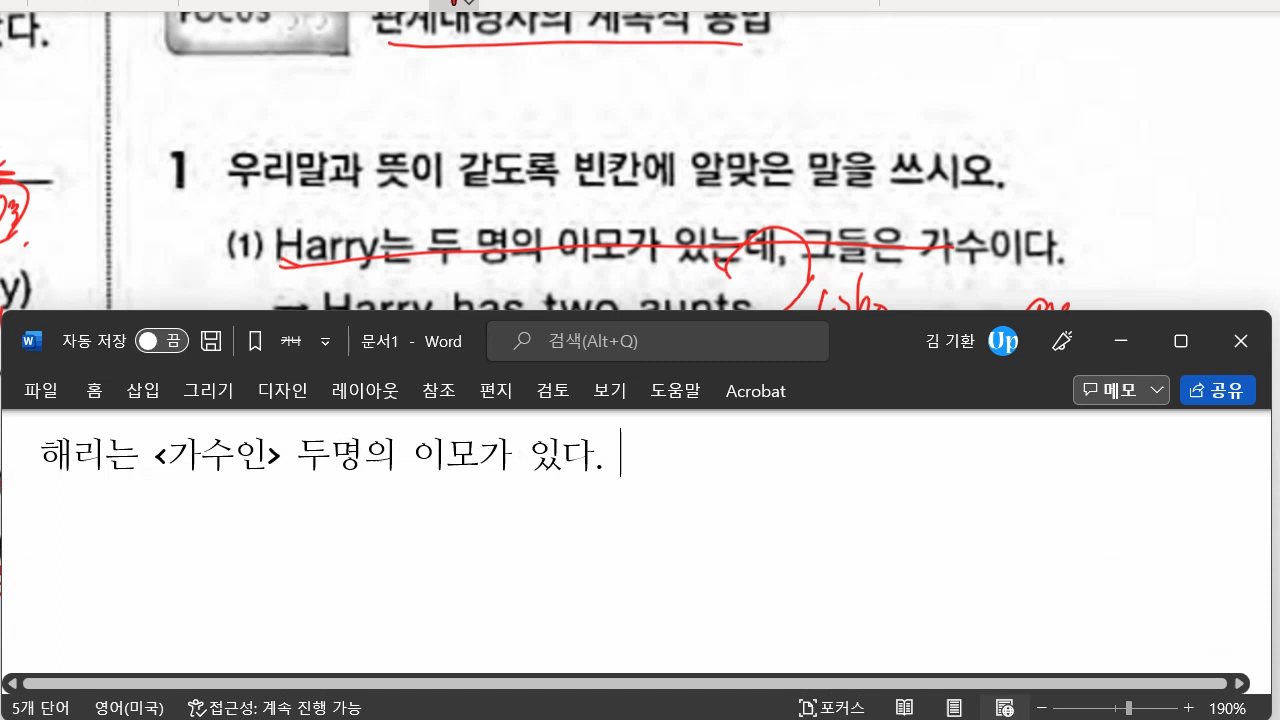 다.
FOCUS
관계대명사의 계속적 용법
1 우리말과 뜻이 같도록 빈칸에 알맞은 말을 쓰시오.
(1) Harry는 두 명의 이모가 있는데, 그들은 가수이다.
y)
→ Harry has two aunts
who
are
자동 저장 끔 문서1 - Word 검색(Alt+Q) 김 기환 Up
파일 홈 삽입 그리기 디자인 레이아웃 참조 편지 검토 보기 도움말 Acrobat 메모 공유
해리는 <가수인> 두명의 이모가 있다.
5개 단어 영어(미국) 접근성: 계속 진행 가능 포커스 190%